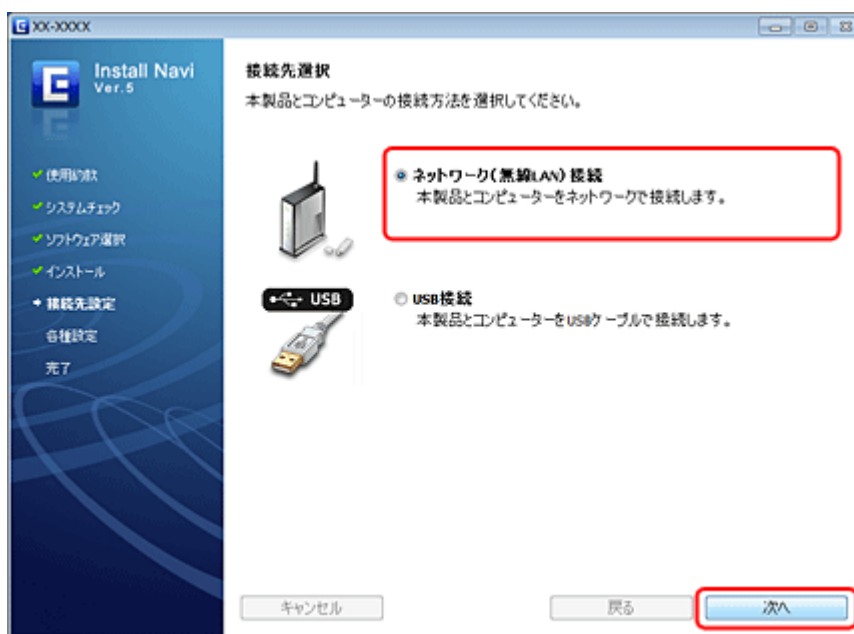 XX-XXXX
Install Navi
Ver.5
接続先選択
本製品とコンピューターの接続方法を選択してください。
使用約款
システムチェック
ソフトウェア選択
インストール
接続先設定
各種設定
完了
ネットワーク(無線LAN)接続
本製品とコンピューターをネットワークで接続します。
USB
USB接続
本製品とコンピューターをUSBケーブルで接続します。
キャンセル
戻る
次へ